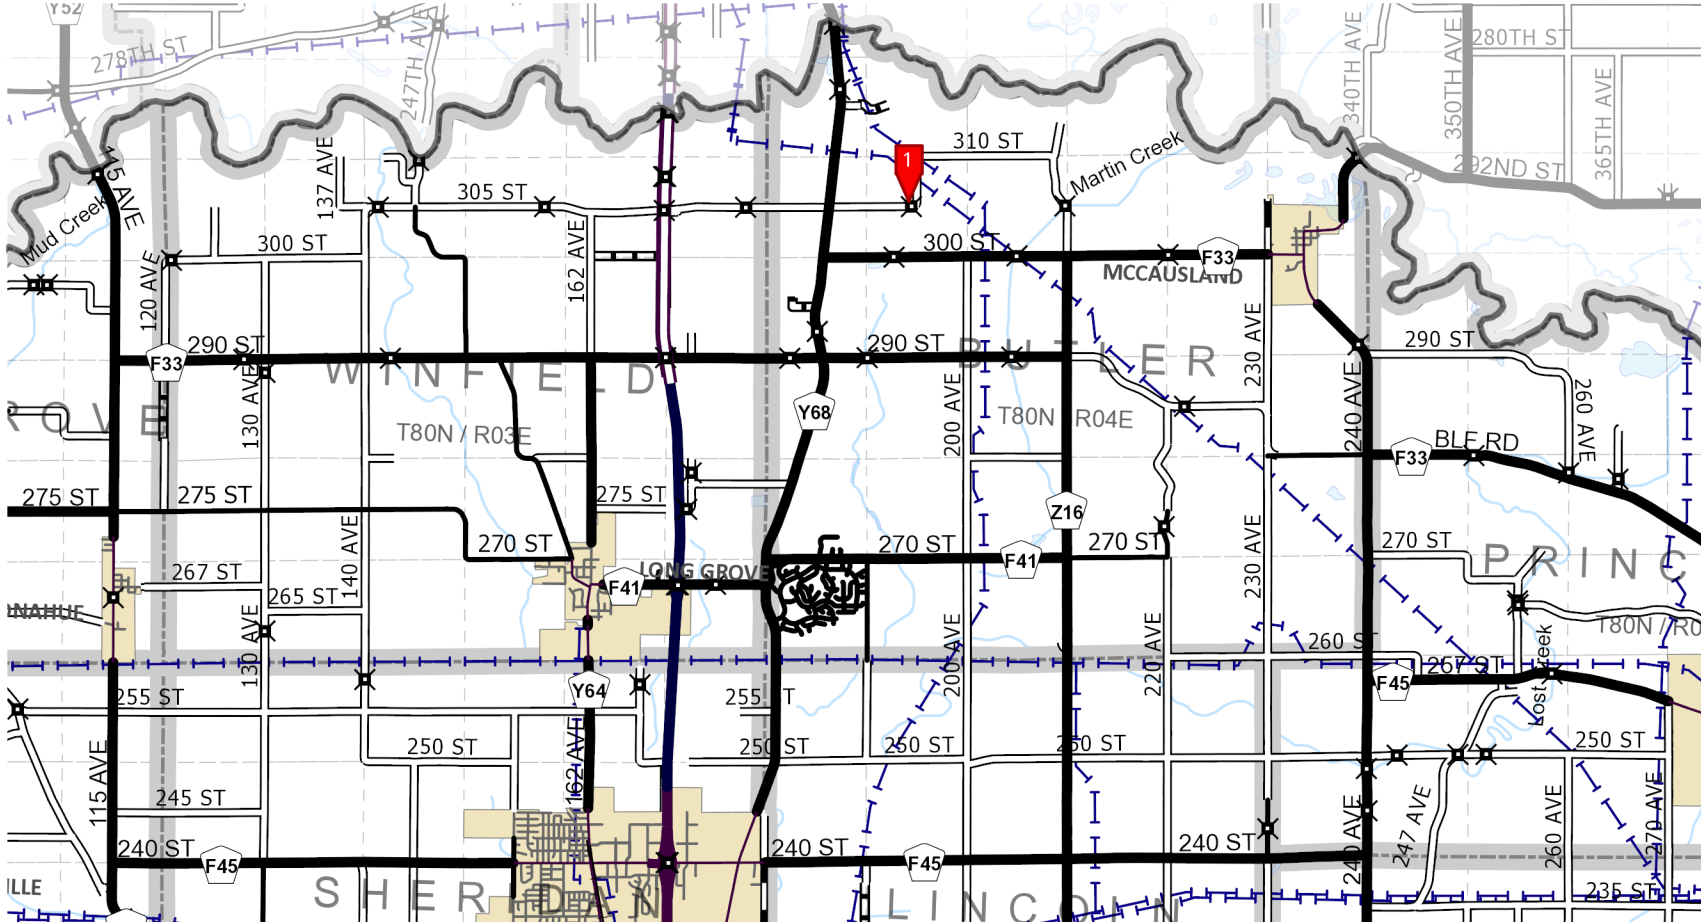 Y52
278TH ST
247TH AVE
340TH AVE
350TH AVE
280TH ST
365TH AVE
292ND ST
1
310 ST
Martin Creek
115 AVE
137 AVE
305 ST
Mud Creek
300 ST
162 AVE
300 ST
F33
MCCAUSLAND
120 AVE
290 ST
F33
290 ST
230 AVE
290 ST
WINFIELD
BUTLER
ROVE
130 AVE
T80N / R03E
Y68
200 AVE
T80N / R04E
240 AVE
260 AVE
F33
BLF RD
275 ST
275 ST
275 ST
Z16
140 AVE
270 ST
270 ST
F41
270 ST
230 AVE
270 ST
PRINC
267 ST
LONG GROVE
F41
265 ST
NAHUE
130 AVE
200 AVE
220 AVE
260 ST
T80N / R0
267 ST
F45
Lost Creek
255 ST
Y64
255 ST
250 ST
250 ST
250 ST
250 ST
250 ST
115 AVE
162 AVE
245 ST
240 AVE
247 AVE
260 AVE
270 AVE
240 ST
F45
240 ST
F45
240 ST
ILLE
SHERIDAN
LINCOLN
235 ST